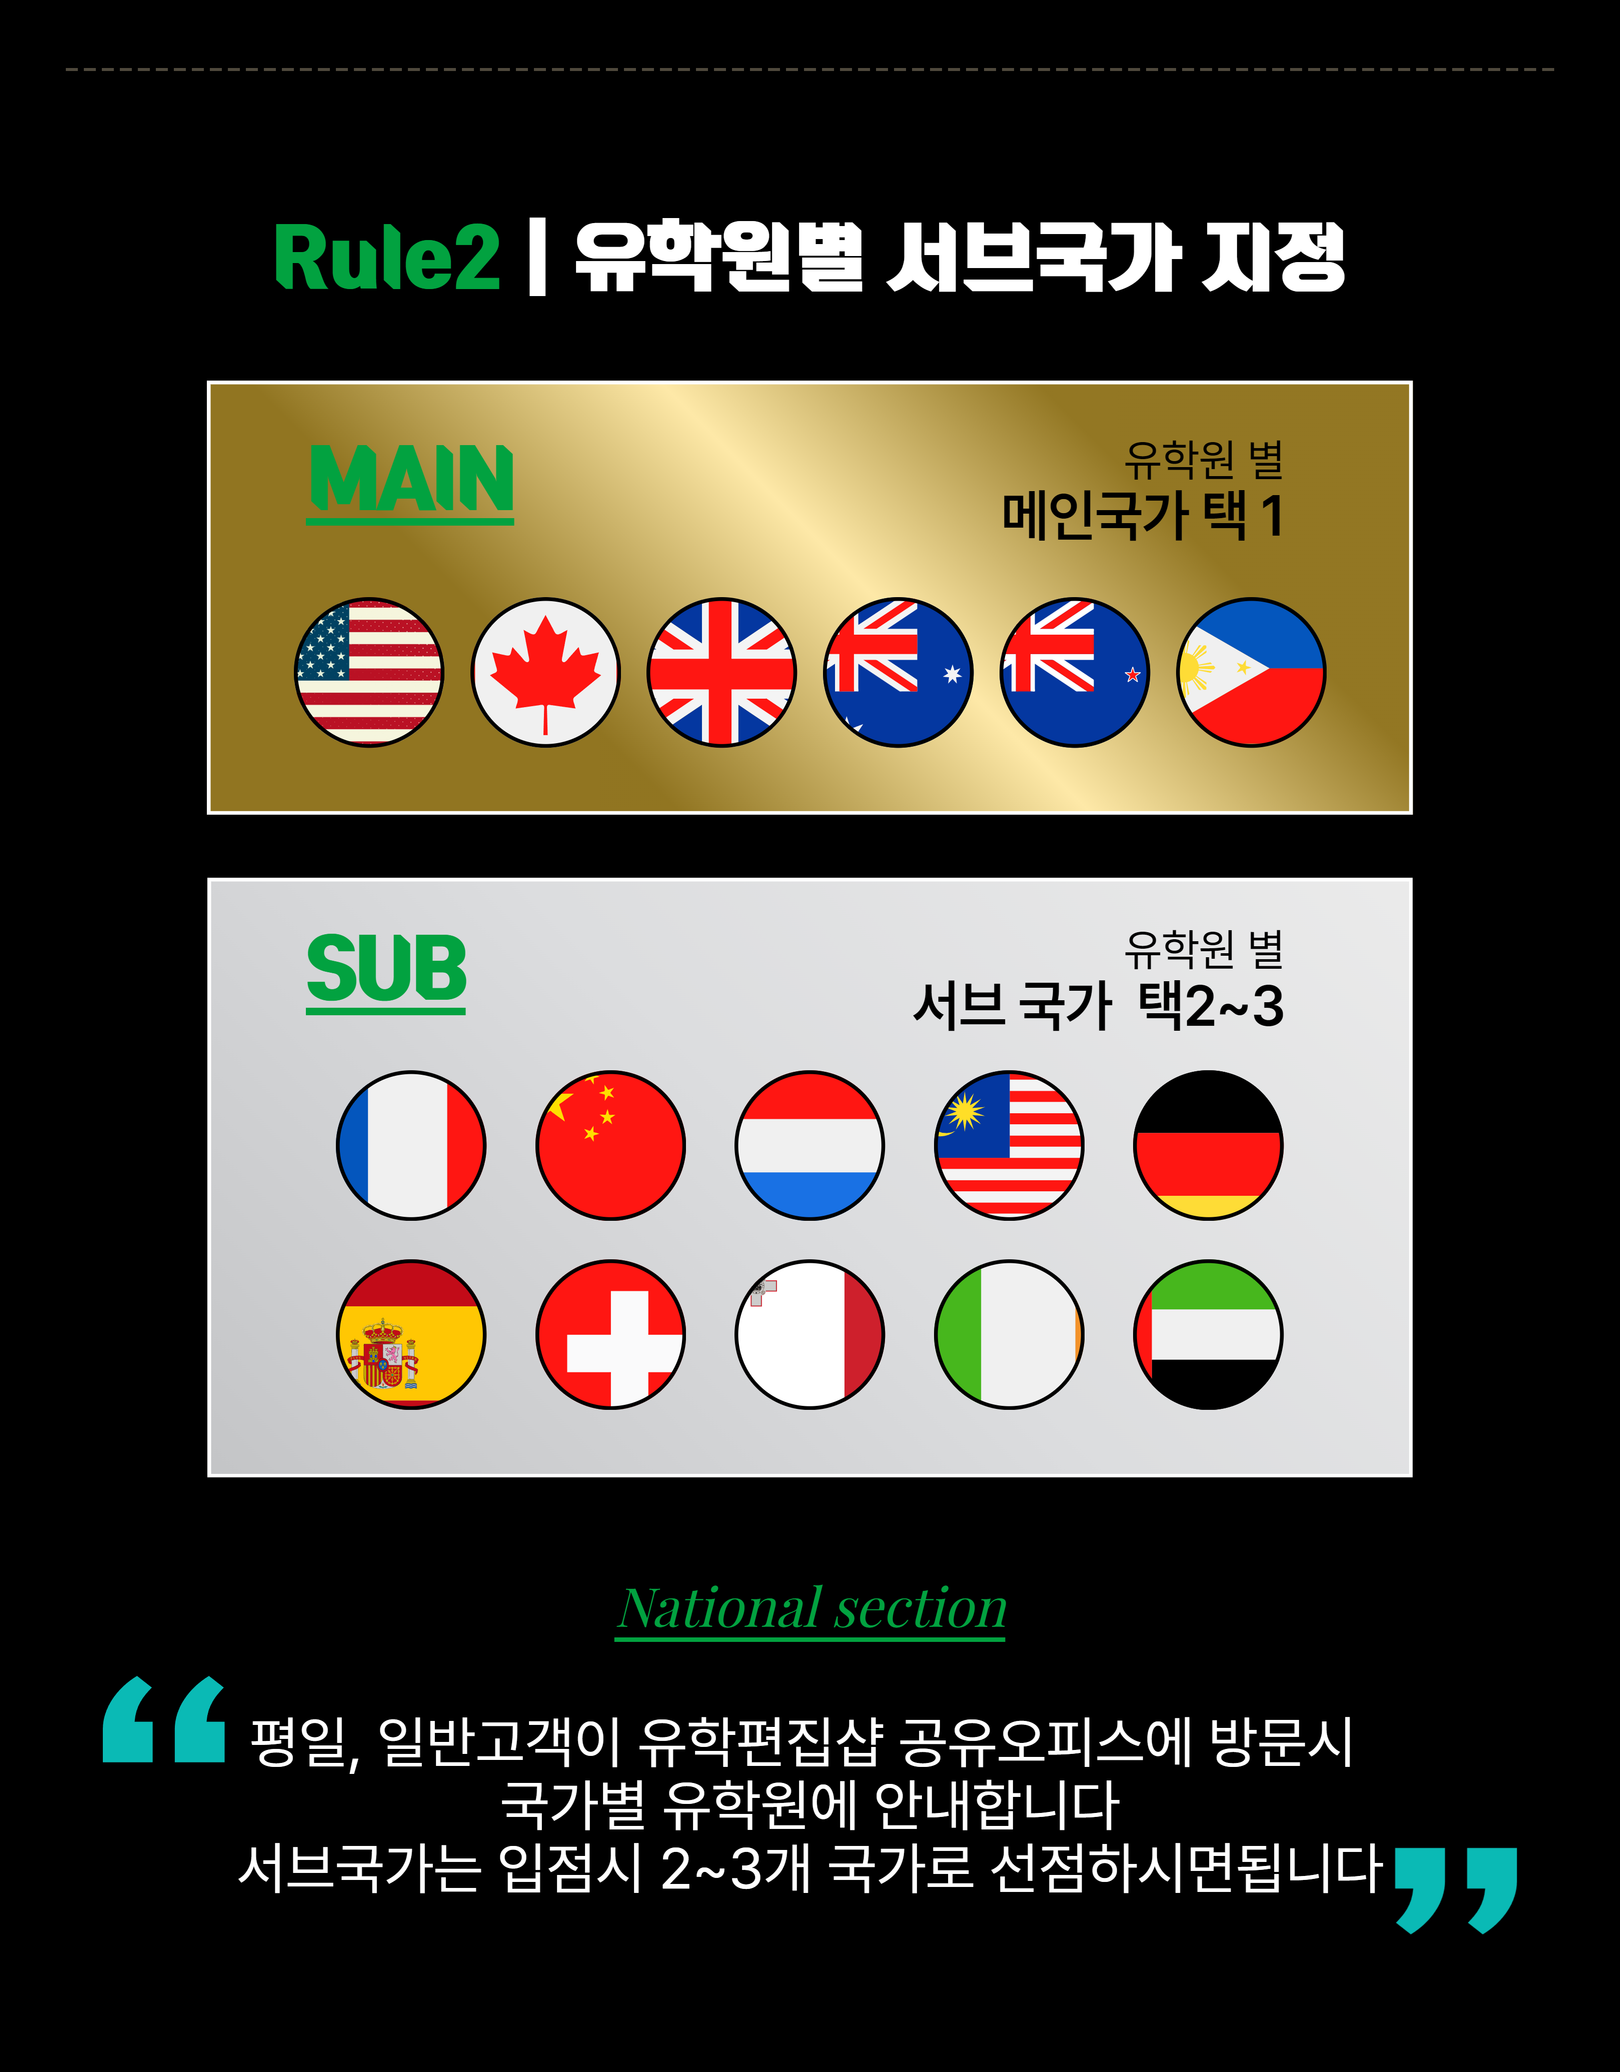 Rule2 | 유학원별 서브국가 지정
MAIN
유학원 별
메인국가 택 1
SUB
유학원 별
서브 국가 택2~3
National section
“ 평일, 일반고객이 유학편집샵 공유오피스에 방문시
국가별 유학원에 안내합니다
서브국가는 입점시 2~3개 국가로 선점하시면됩니다 ”